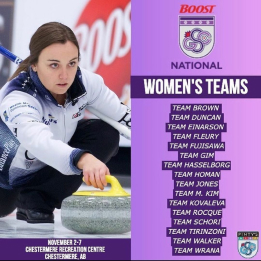 BOOST
NATIONAL
WOMEN'S TEAMS
TEAM BROWN
TEAM DUNCAN
TEAM EINARSON
TEAM FLEURY
TEAM FUJISAWA
TEAM GIM
TEAM HASSELBORG
TEAM HOMAN
TEAM JONES
TEAM M. KIM
TEAM KOVALEVA
TEAM ROCQUE
TEAM SCHORI
TEAM TIRINZONI
TEAM WALKER
TEAM WRANA
NOVEMBER 2-7
CHESTERMERE RECREATION CENTRE
CHESTERMERE, AB
PINTY'S